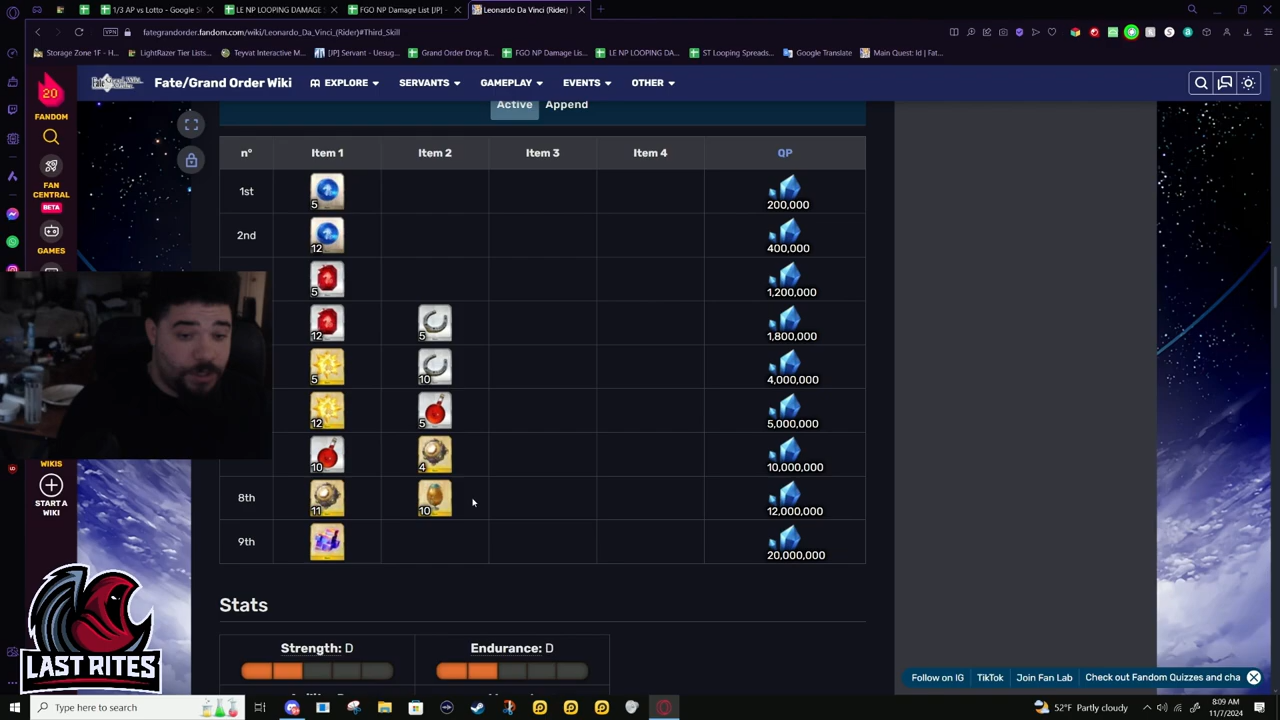 1/3 AP vs Lotto - Google S
LE NP LOOPING DAMAGE
FGO NP Damage List [JP] -
Leonardo Da Vinci (Rider) |
VPN
fategrandorder.fandom.com/wiki/Leonardo_Da_Vinci_(Rider)#Third_Skill
Storage Zone 1F - H...
LightRazer Tier Lists...
Teyvat Interactive M...
[JP] Servant - Uesug...
Grand Order Drop R...
FGO NP Damage Lis...
LE NP LOOPING DA...
ST Looping Spreads...
Google Translate
Main Quest: Id | Fat...
20
FANDOM
FAN CENTRAL
BETA
GAMES
WIKIS
START A WIKI
Fate/Grand Order Wiki
EXPLORE
SERVANTS
GAMEPLAY
EVENTS
OTHER
Active
Append
n°
Item 1
Item 2
Item 3
Item 4
QP
1st
5
200,000
2nd
12
400,000
5
1,200,000
12
5
1,800,000
5
10
4,000,000
12
5
5,000,000
10
4
10,000,000
8th
11
10
12,000,000
9th
20,000,000
Stats
Strength: D
Endurance: D
LAST RITES
Follow on IG
TikTok
Join Fan Lab
Check out Fandom Quizzes and cha
Type here to search
52°F Partly cloudy
8:09 AM
11/7/2024